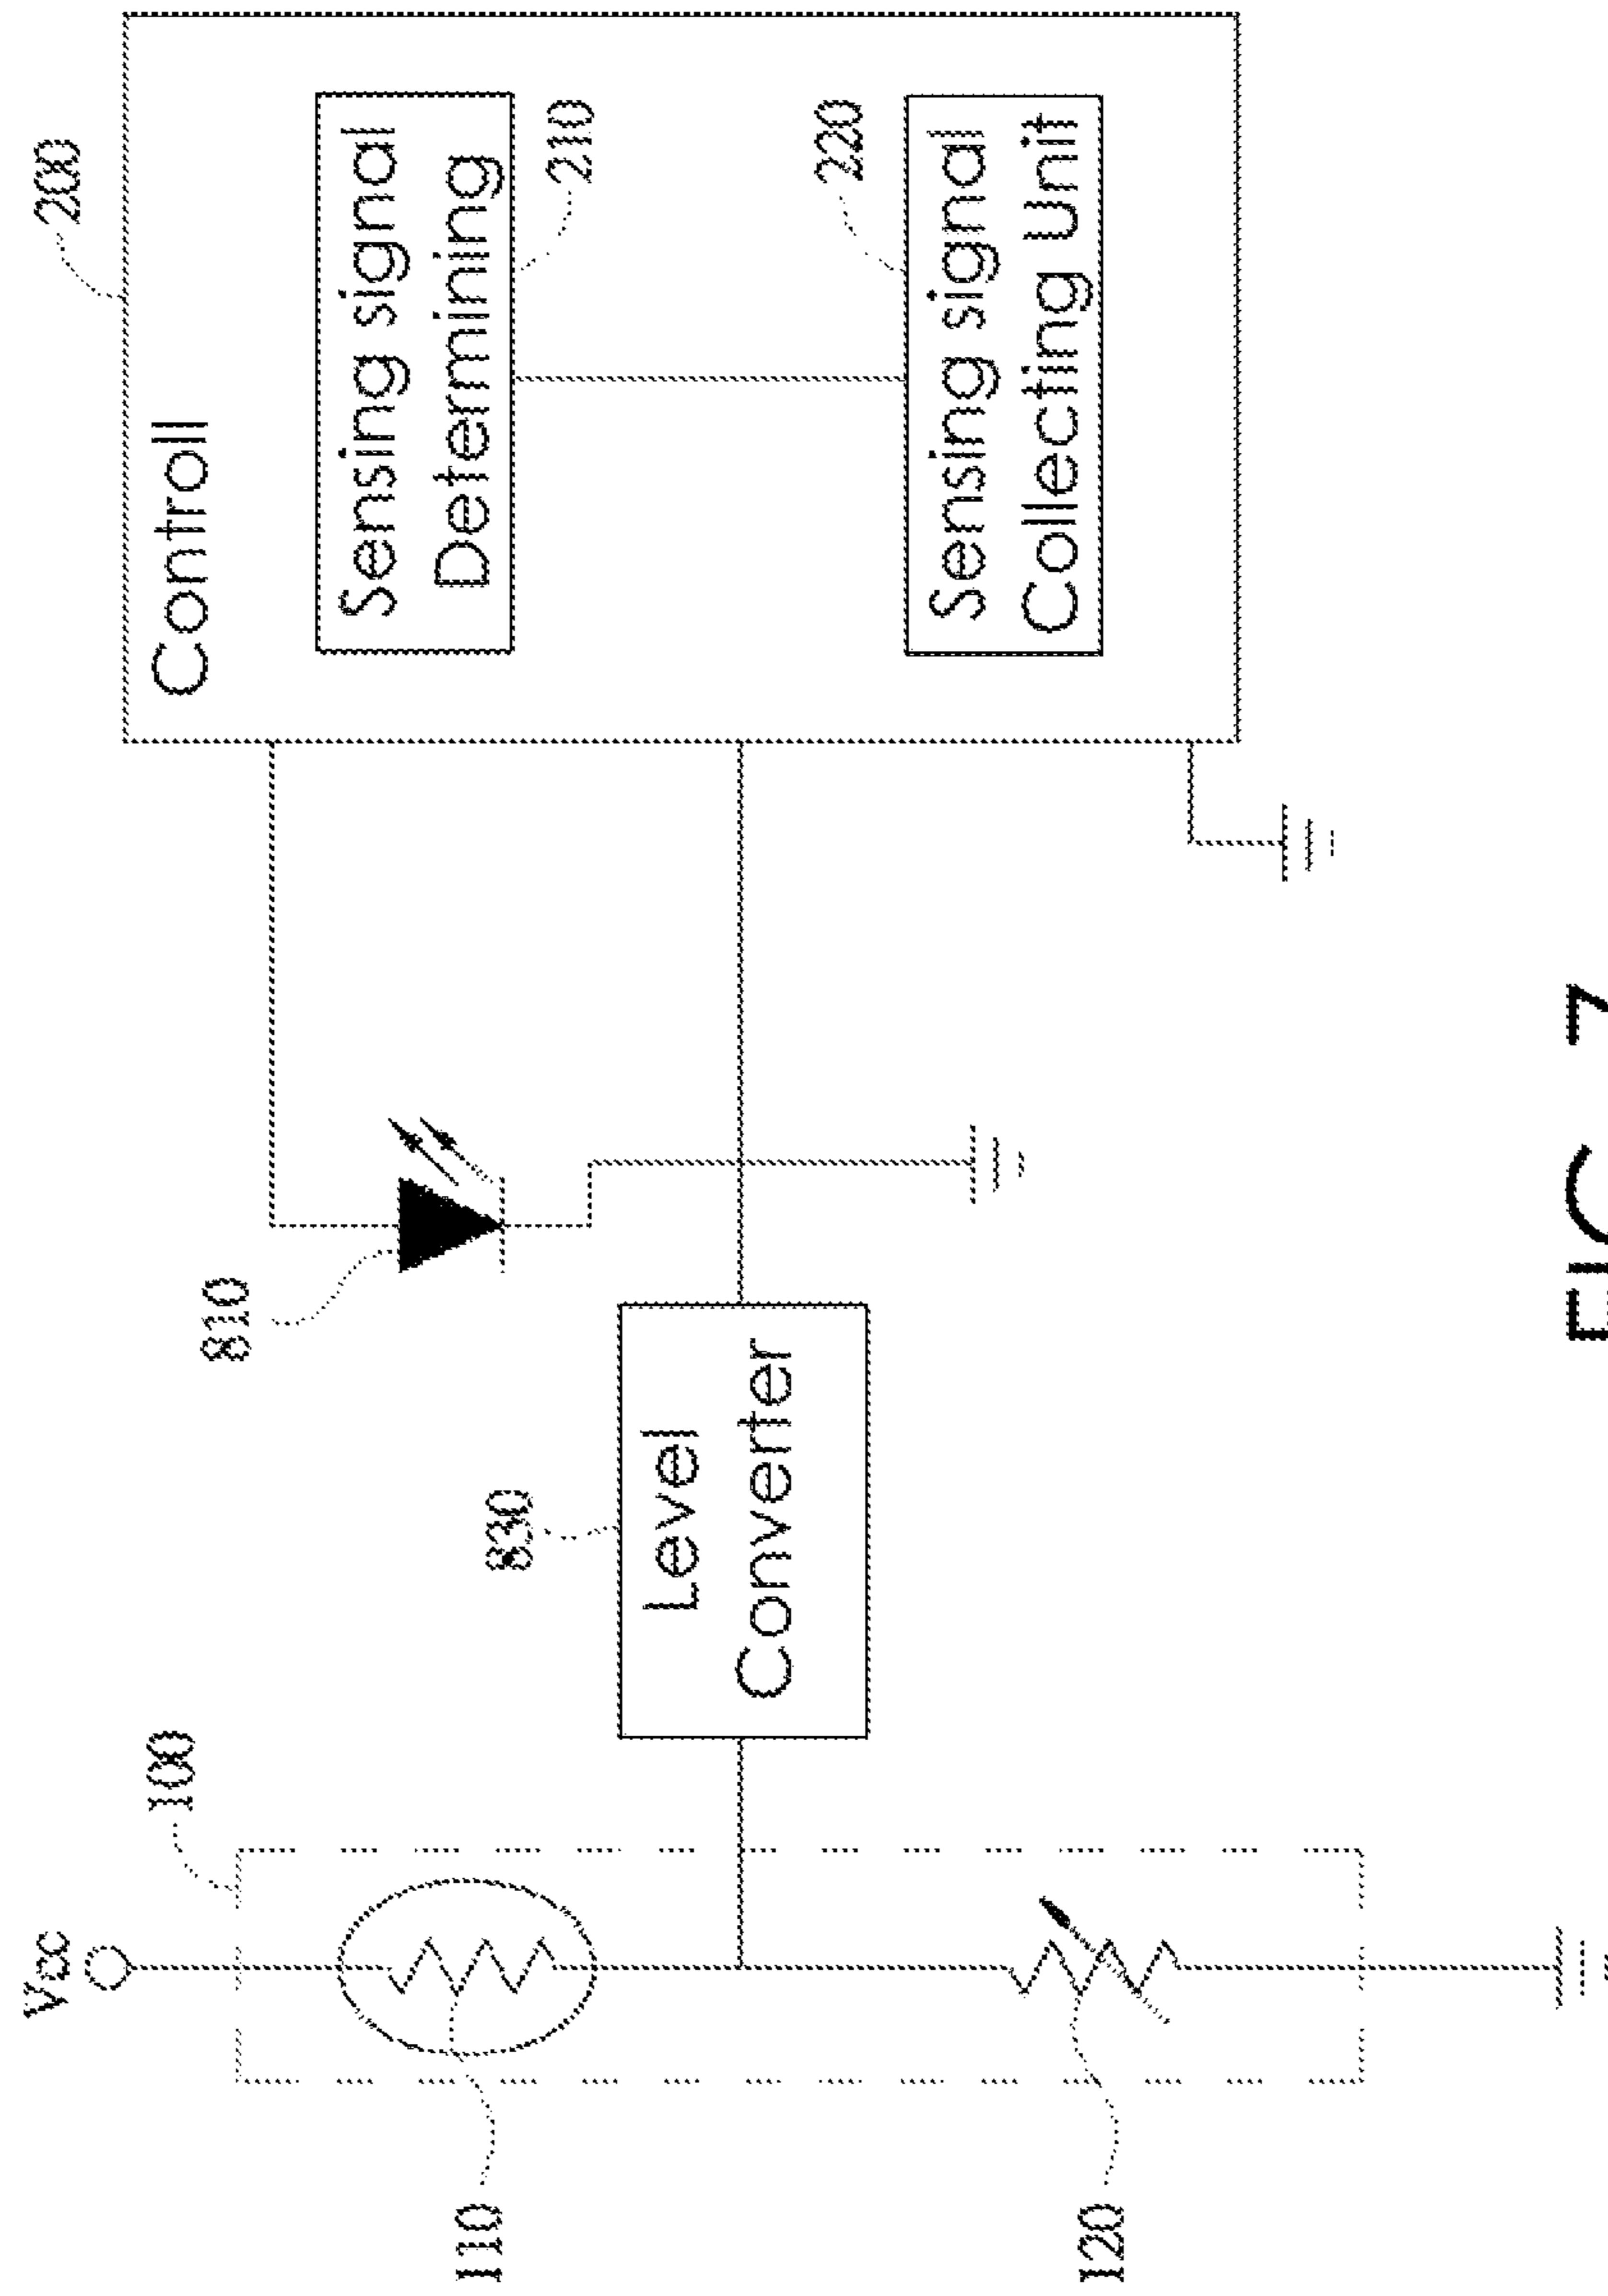 Vcc
100
110
120
830
Level
Converter
810
200
Controll
Sensing signal
Determining
210
220
Sensing signal
Collecting Unit
FIG. 7